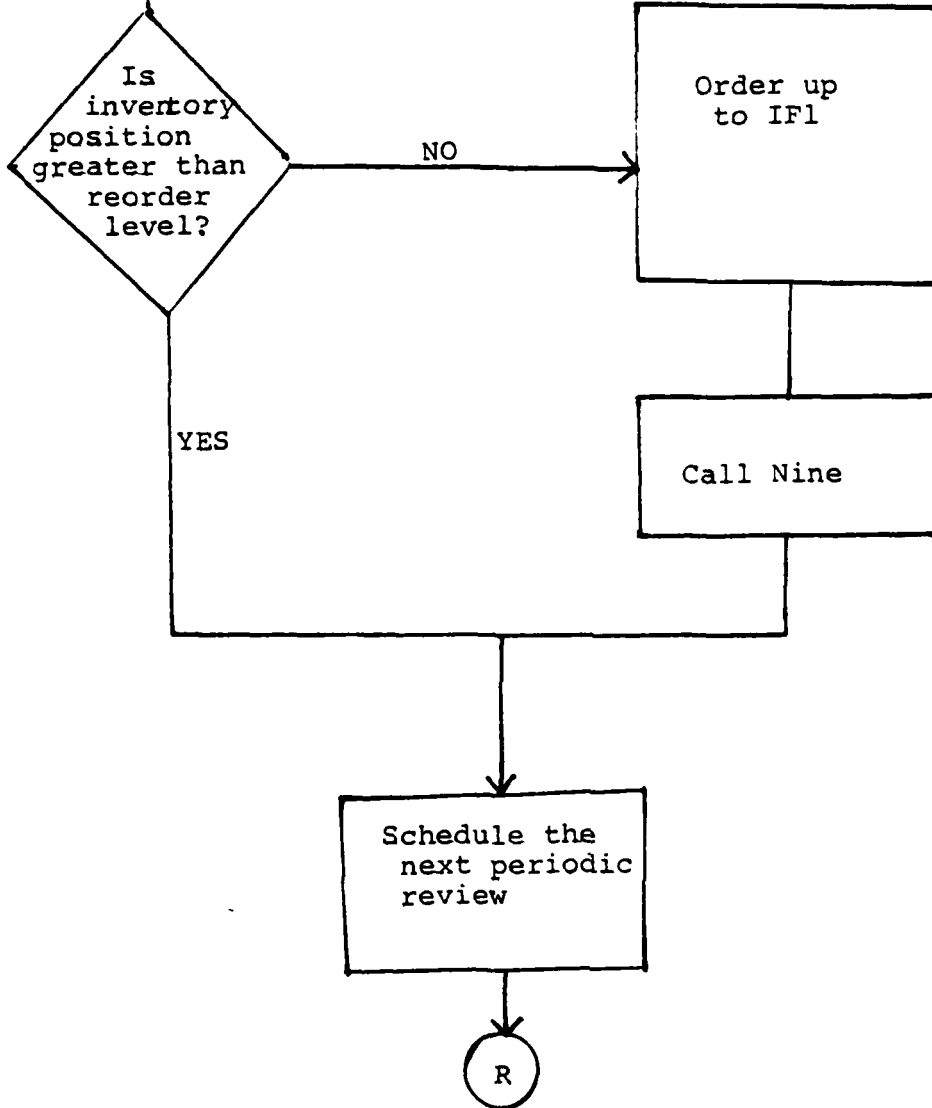 Is
inventory
position
greater than
reorder
level?
NO
Order up
to IF1
YES
Call Nine
Schedule the
next periodic
review
R